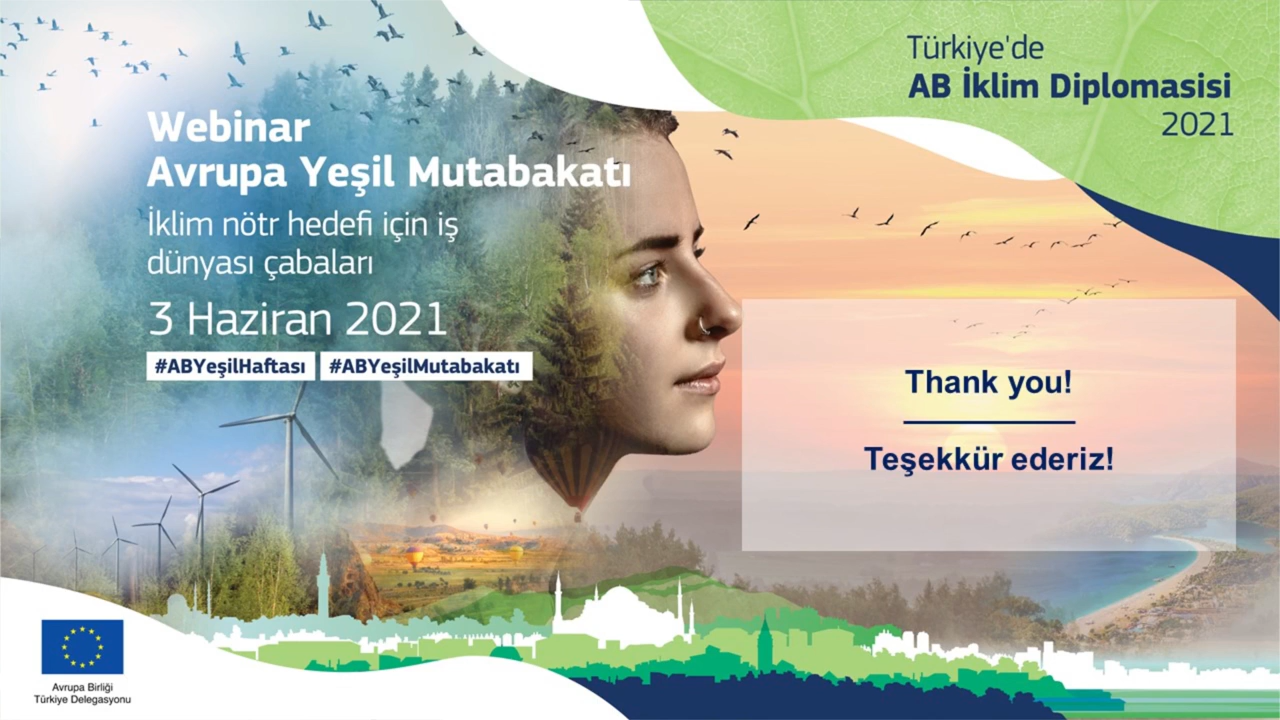 Webinar
Avrupa Yeşil Mutabakatı
İklim nötr hedefi için iş
dünyası çabaları
3 Haziran 2021
#ABYeşilHaftası #ABYeşilMutabakatı
Türkiye'de
AB İklim Diplomasisi
2021
Thank you!
Teşekkür ederiz!
Avrupa Birliği
Türkiye Delegasyonu